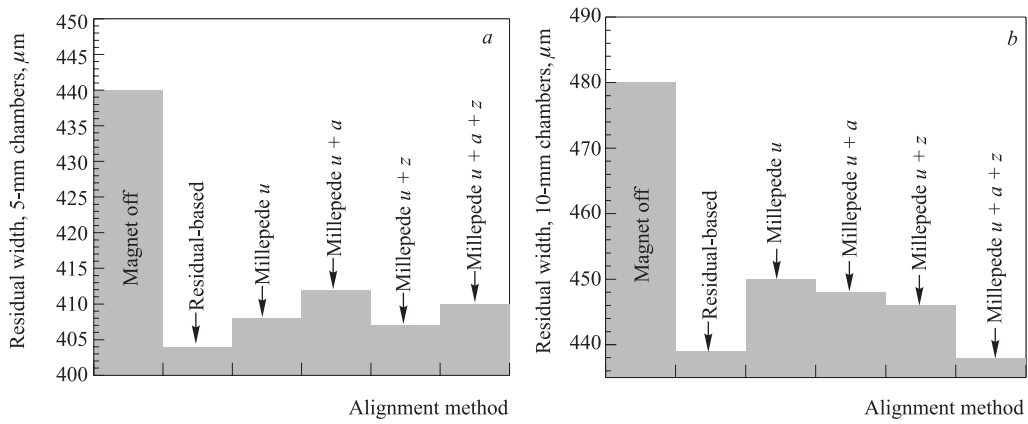 Residual width, 5-mm chambers, μm
450
445
440
435
430
425
420
415
410
405
400
a
Magnet off
Residual-based
Millepede u
Millepede u + a
Millepede u + z
Millepede u + a + z
Alignment method
Residual width, 10-mm chambers, μm
490
480
470
460
450
440
b
Magnet off
Residual-based
Millepede u
Millepede u + a
Millepede u + z
Millepede u + a + z
Alignment method